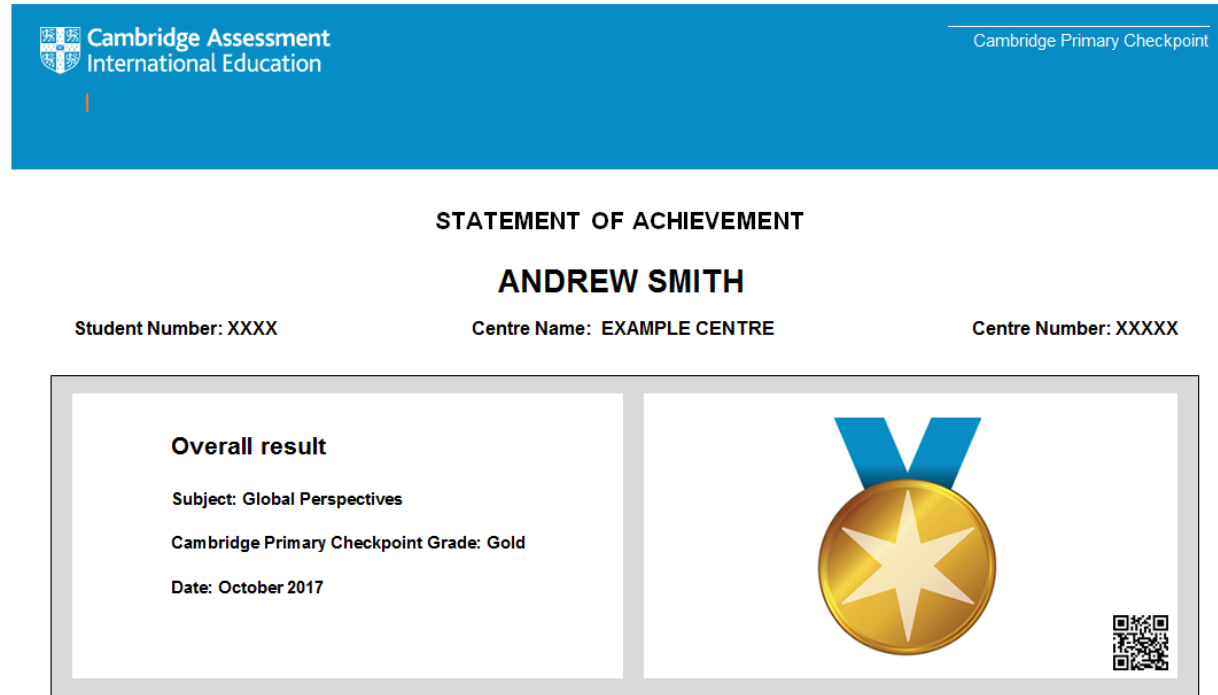 Cambridge Assessment
International Education
Cambridge Primary Checkpoint
STATEMENT OF ACHIEVEMENT
ANDREW SMITH
Student Number: XXXX
Centre Name: EXAMPLE CENTRE
Centre Number: XXXXX
Overall result
Subject: Global Perspectives
Cambridge Primary Checkpoint Grade: Gold
Date: October 2017